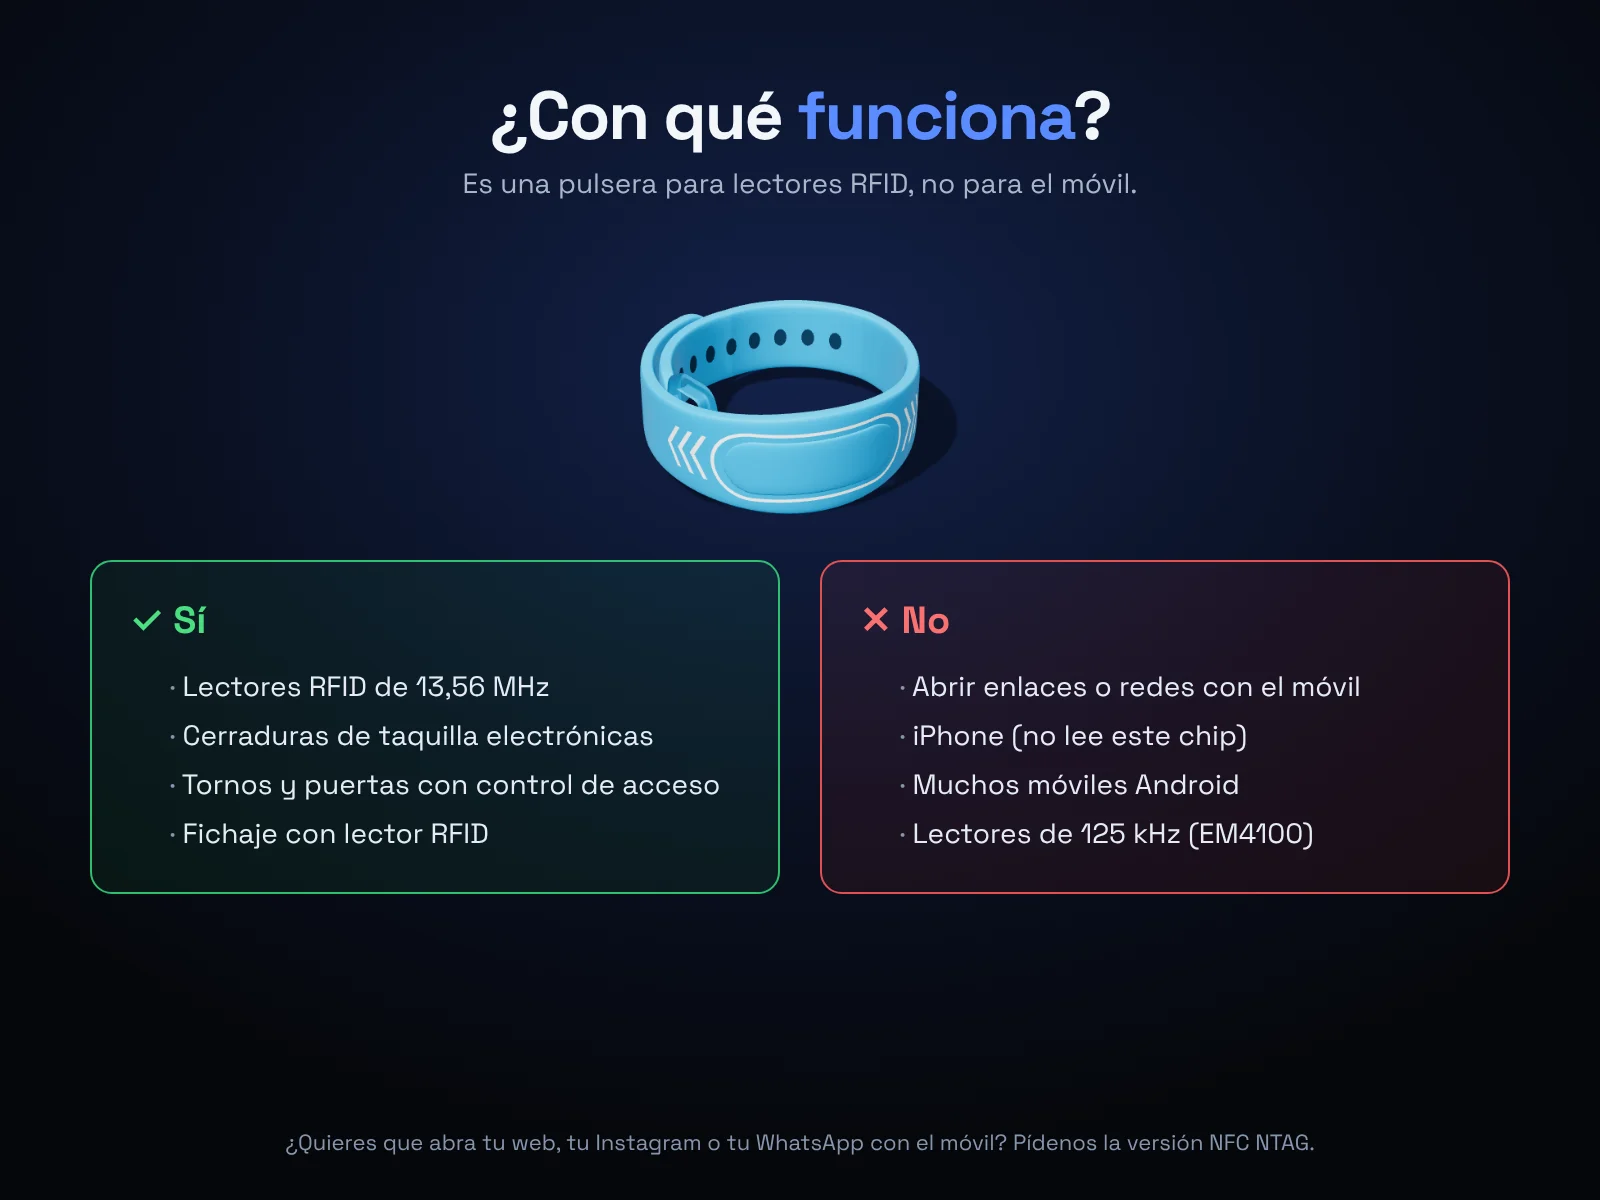 ¿Con qué funciona?
Es una pulsera para lectores RFID, no para el móvil.
✓ Sí
· Lectores RFID de 13,56 MHz
· Cerraduras de taquilla electrónicas
· Tornos y puertas con control de acceso
· Fichaje con lector RFID
✕ No
· Abrir enlaces o redes con el móvil
· iPhone (no lee este chip)
· Muchos móviles Android
· Lectores de 125 kHz (EM4100)
¿Quieres que abra tu web, tu Instagram o tu WhatsApp con el móvil? Pídenos la versión NFC NTAG.